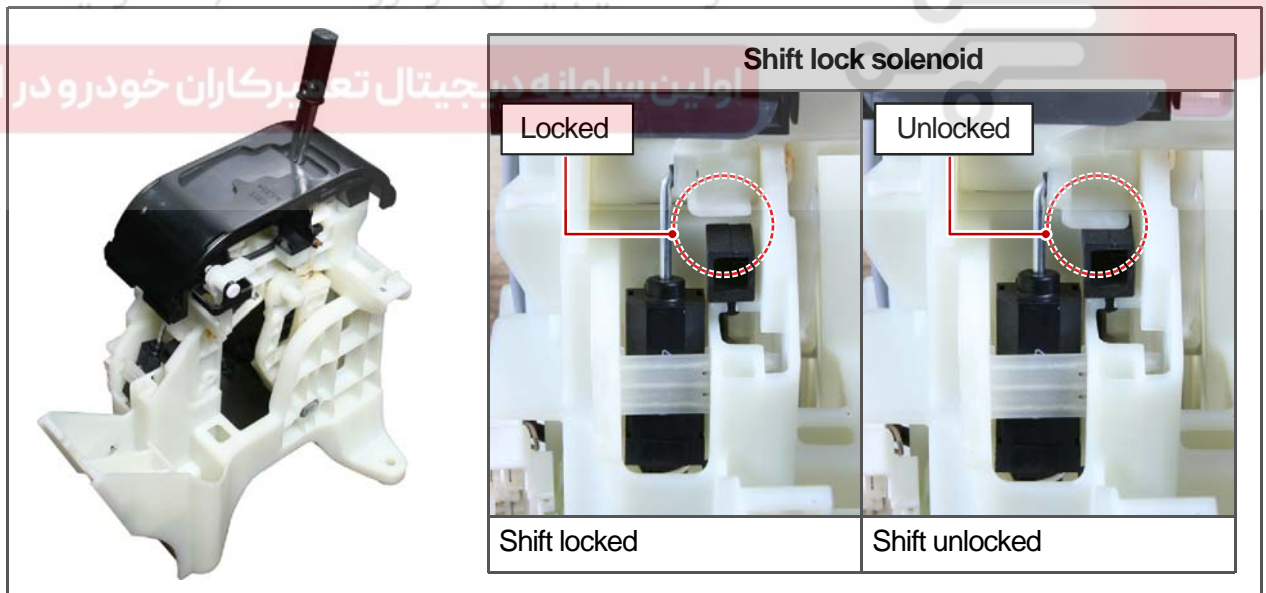 اولین سامانه دیجیتال تعمیرکاران خودرو در ا
Shift lock solenoid
Locked
Unlocked
Shift locked
Shift unlocked